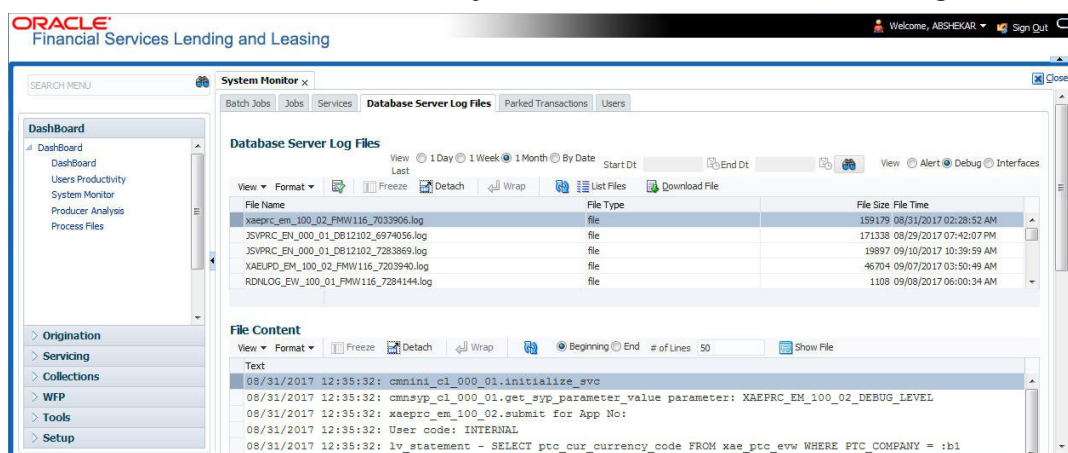 ORACLE
Financial Services Lending and Leasing
Welcome, ABSHEKAR
Sign Out
SEARCH MENU
System Monitor
Close
Batch Jobs Jobs Services Database Server Log Files Parked Transactions Users
DashBoard
DashBoard
DashBoard
Users Productivity
System Monitor
Producer Analysis
Process Files
Origination
Servicing
Collections
WFP
Tools
Setup
Database Server Log Files
View Last 1 Day 1 Week 1 Month By Date Start Dt End Dt View Alert Debug Interfaces
View Format Freeze Detach Wrap List Files Download File
File Name File Type File Size File Time
xaeprc_em_100_02_FMW116_7033906.log file 159179 08/31/2017 02:28:52 AM
JSVPRC_EN_000_01_DB12102_6974056.log file 171338 08/29/2017 07:42:07 PM
JSVPRC_EN_000_01_DB12102_7283869.log file 19897 09/10/2017 10:39:59 AM
XAEUPD_EM_100_02_FMW116_7203940.log file 46704 09/07/2017 03:50:49 AM
RDNLOG_EW_100_01_FMW116_7284144.log file 1108 09/08/2017 06:00:34 AM
File Content
View Format Freeze Detach Wrap Beginning End # of Lines 50 Show File
Text
08/31/2017 12:35:32: cmnini_cl_000_01.initialize_svc
08/31/2017 12:35:32: cmnsyp_cl_000_01.get_syp_parameter_value parameter: XAEPRC_EM_100_02_DEBUG_LEVEL
08/31/2017 12:35:32: xaeprc_em_100_02.submit for App No:
08/31/2017 12:35:32: User code: INTERNAL
08/31/2017 12:35:32: lv_statement - SELECT ptc_cur_currency_code FROM xae_ptc_evw WHERE PTC_COMPANY = :b1